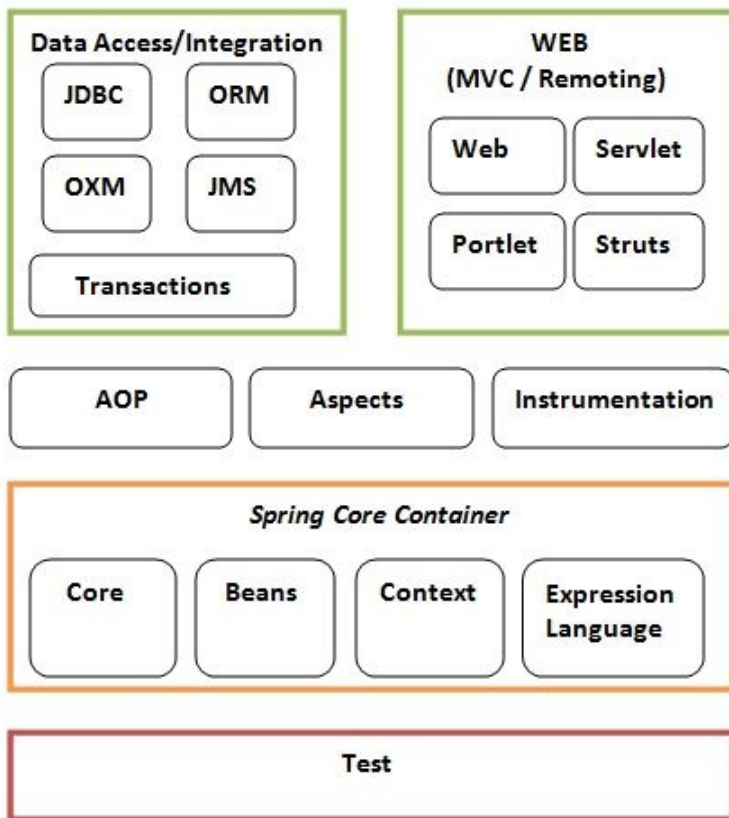 Data Access/Integration
JDBC
ORM
OXM
JMS
Transactions
WEB
(MVC / Remoting)
Web
Servlet
Portlet
Struts
AOP
Aspects
Instrumentation
Spring Core Container
Core
Beans
Context
Expression
Language
Test